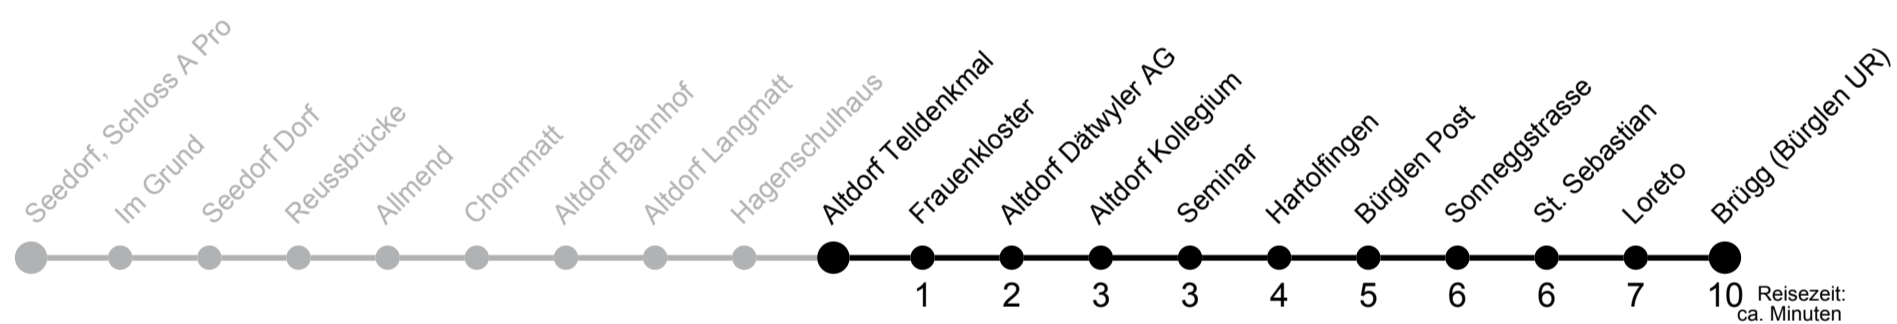 Seedorf, Schloss A Pro
Im Grund
Seedorf Dorf
Reussbrücke
Allmend
Chornmatt
Altdorf Bahnhof
Altdorf Langmatt
Hagenschulhaus
Altdorf Telldenkmal
Frauenkloster
Altdorf Dätwyler AG
Altdorf Kollegium
Seminar
Hartolfingen
Bürglen Post
Sonneggstrasse
St. Sebastian
Loreto
Brügg (Bürglen UR)
1 2 3 3 4 5 6 6 7 10 Reisezeit:
ca. Minuten